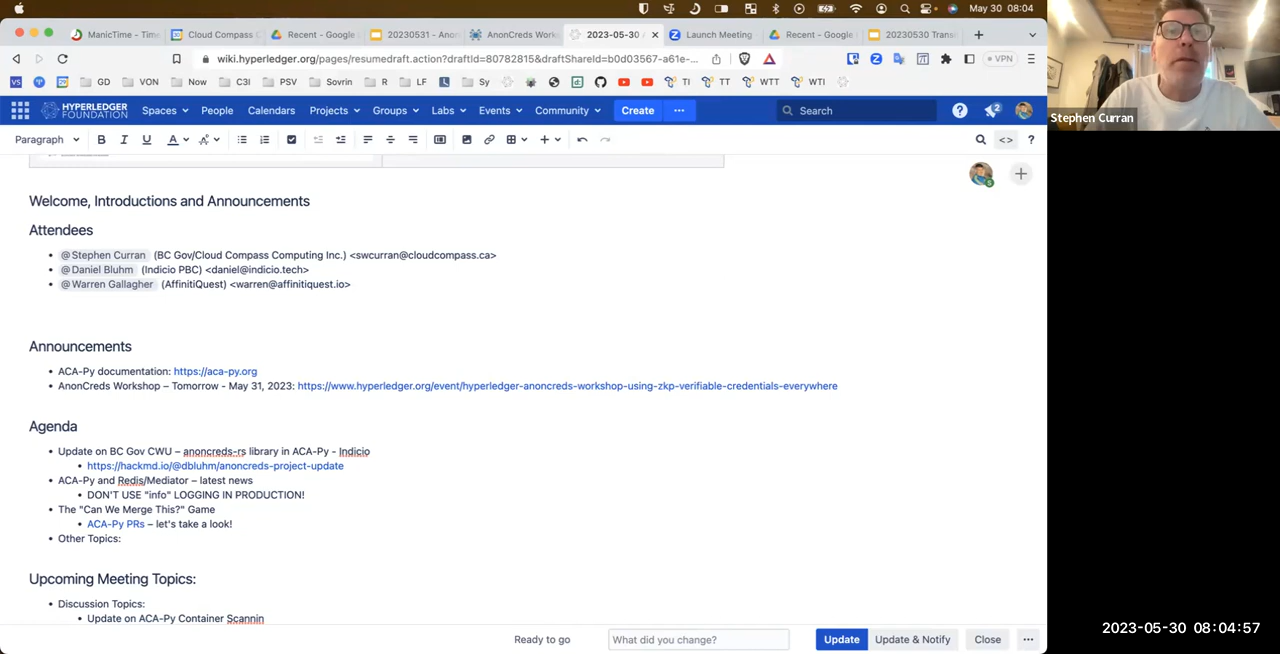 May 30 08:04
ManicTime - Time
Cloud Compass C
Recent - Google
20230531 - Anon
AnonCreds Work
2023-05-30
Launch Meeting
Recent - Google
20230530 Trans
wiki.hyperledger.org/pages/resumedraft.action?draftId=80782815&draftShareId=b0d03567-a61e-...
VPN
VS
GD
VON
Now
C3I
PSV
Sovrin
R
LF
Sy
TI
TT
WTT
WTI
HYPERLEDGER
FOUNDATION
Spaces
People
Calendars
Projects
Groups
Labs
Events
Community
Create
Search
2
Paragraph
B I U A
Stephen Curran
Welcome, Introductions and Announcements
Attendees
• @Stephen Curran (BC Gov/Cloud Compass Computing Inc.) <swcurran@cloudcompass.ca>
• @Daniel Bluhm (Indicio PBC) <daniel@indicio.tech>
• @Warren Gallagher (AffinitiQuest) <warren@affinitiquest.io>
Announcements
• ACA-Py documentation: https://aca-py.org
• AnonCreds Workshop – Tomorrow - May 31, 2023: https://www.hyperledger.org/event/hyperledger-anoncreds-workshop-using-zkp-verifiable-credentials-everywhere
Agenda
• Update on BC Gov CWU – anoncreds-rs library in ACA-Py - Indicio
• https://hackmd.io/@dbluhm/anoncreds-project-update
• ACA-Py and Redis/Mediator – latest news
• DON'T USE "info" LOGGING IN PRODUCTION!
• The "Can We Merge This?" Game
• ACA-Py PRs – let's take a look!
• Other Topics:
Upcoming Meeting Topics:
• Discussion Topics:
• Update on ACA-Py Container Scannin
Ready to go
What did you change?
Update
Update & Notify
Close
2023-05-30 08:04:57